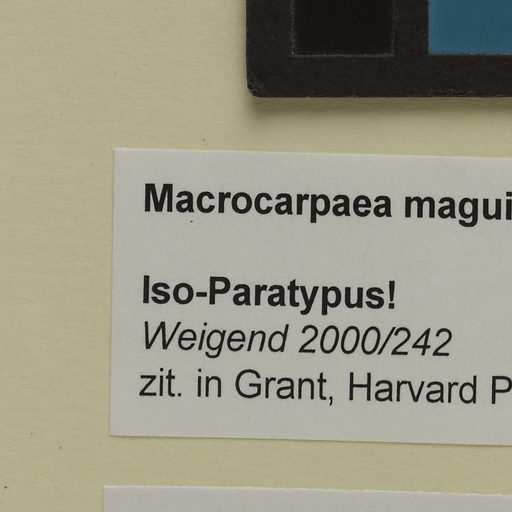 Macrocarpaea magui
Iso-Paratypus!
Weigend 2000/242
zit. in Grant, Harvard P